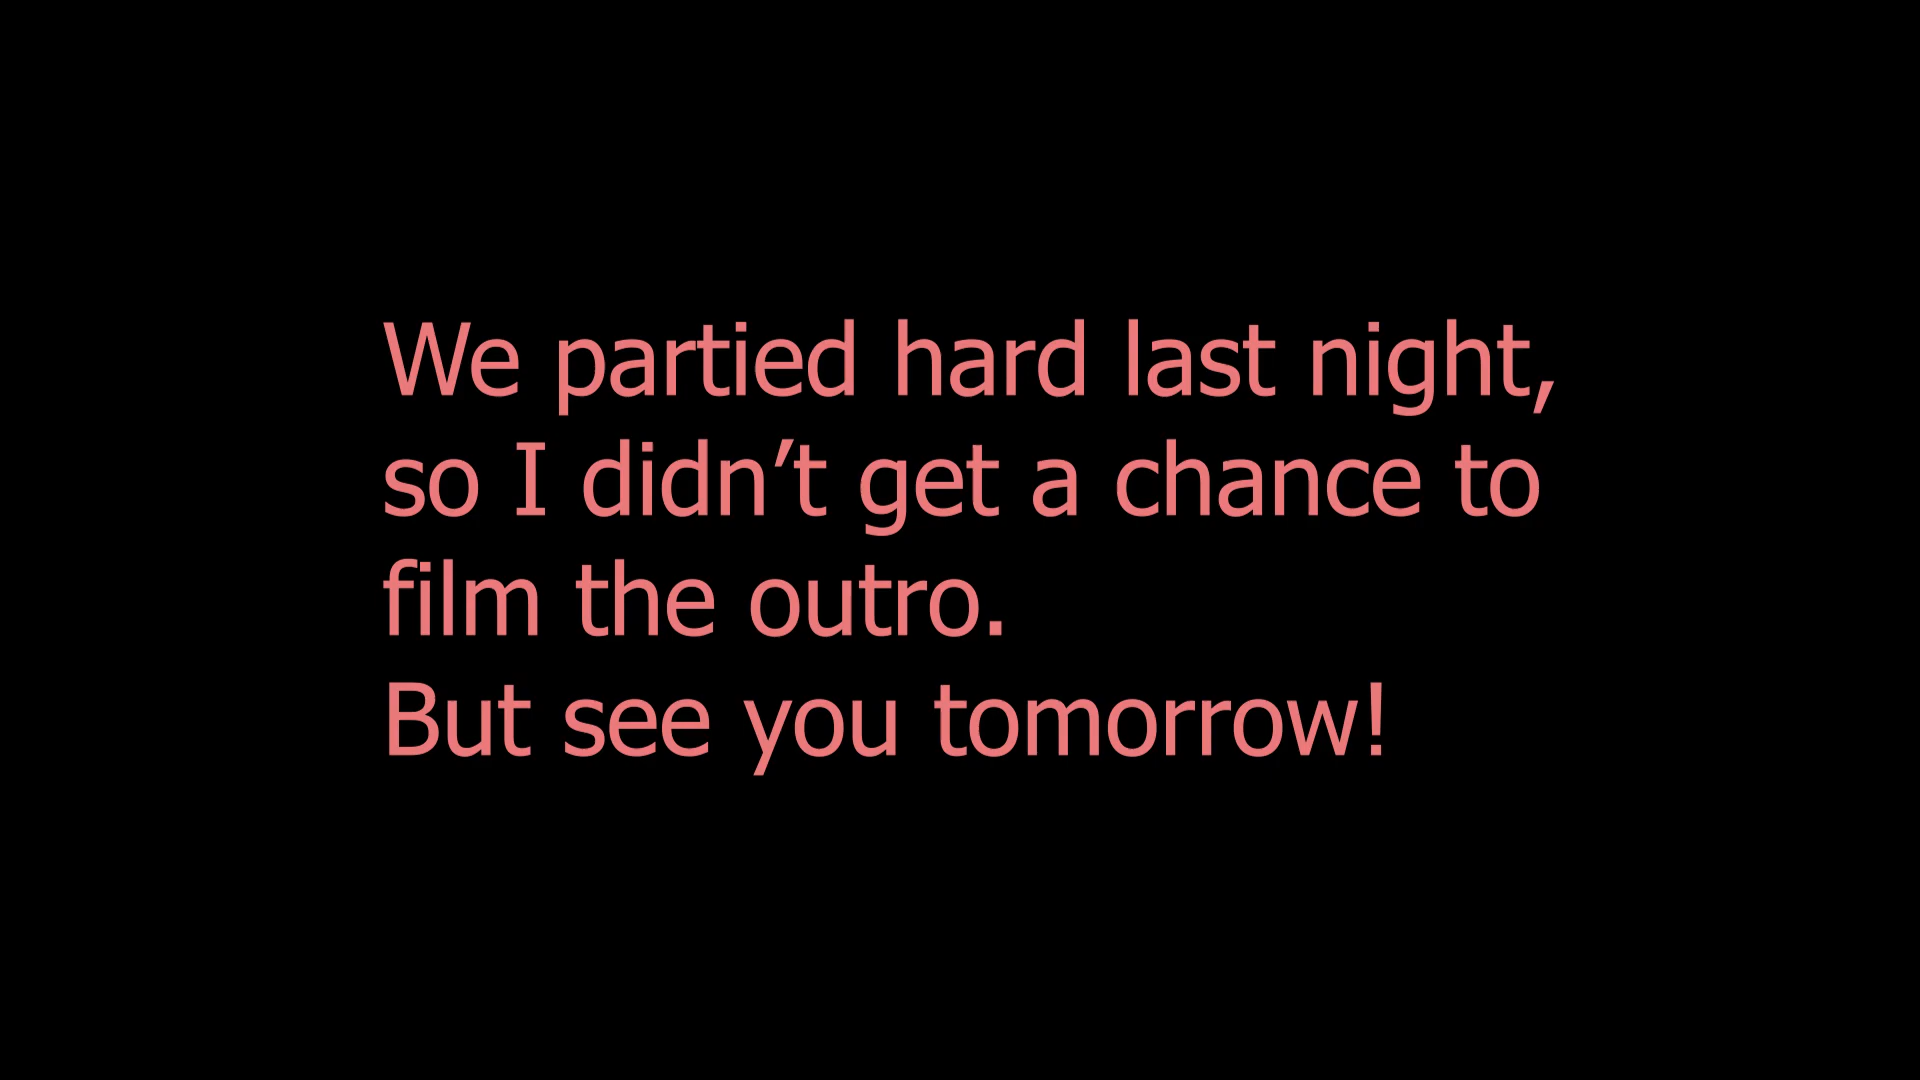 We partied hard last night,
so I didn’t get a chance to
film the outro.
But see you tomorrow!